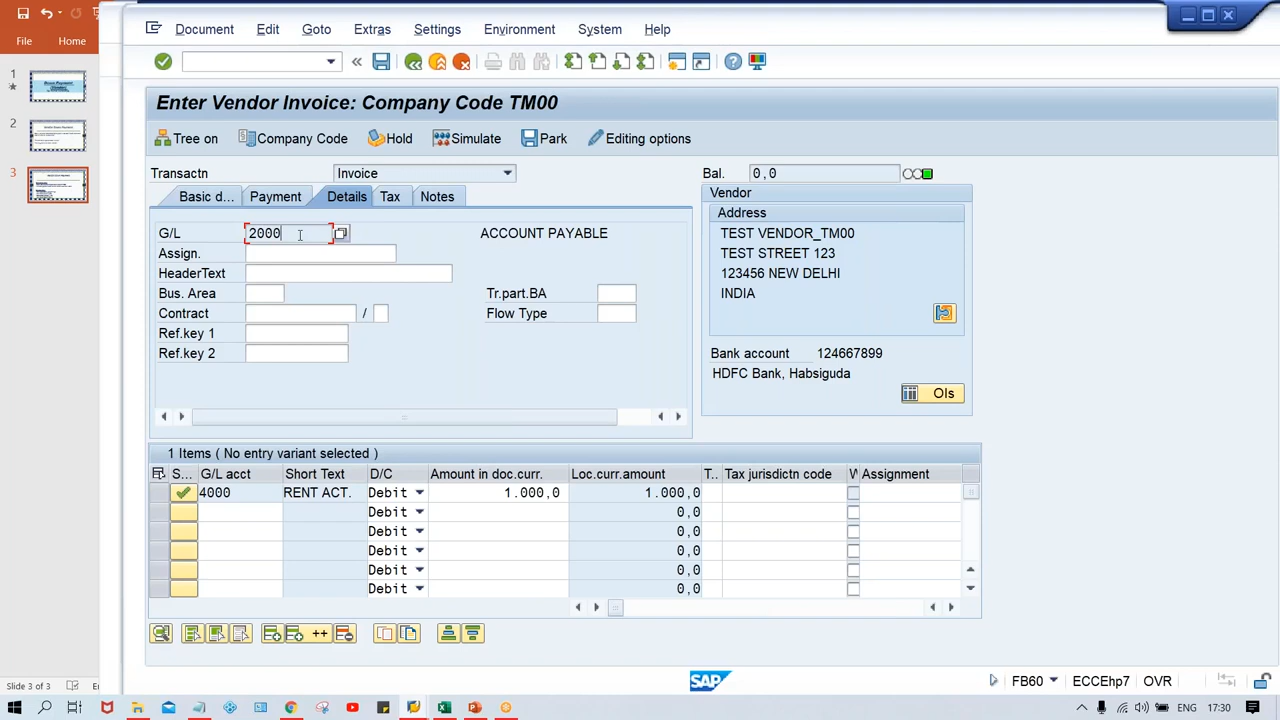 File Home
Document Edit Goto Extras Settings Environment System Help
Enter Vendor Invoice: Company Code TM00
Tree on Company Code Hold Simulate Park Editing options
Transactn Invoice Bal. 0,0
Basic d... Payment Details Tax Notes
G/L 2000 ACCOUNT PAYABLE
Assign.
HeaderText
Bus. Area Tr.part.BA
Contract / Flow Type
Ref.key 1
Ref.key 2
Vendor
Address
TEST VENDOR_TM00
TEST STREET 123
123456 NEW DELHI
INDIA
Bank account 124667899
HDFC Bank, Habsiguda
OIs
1 Items ( No entry variant selected )
S... G/L acct Short Text D/C Amount in doc.curr. Loc.curr.amount T.. Tax jurisdictn code W Assignment
4000 RENT ACT. Debit 1.000,0 1.000,0
Debit 0,0
Debit 0,0
Debit 0,0
Debit 0,0
Debit 0,0
++
1
2
3
SAP FB60 ECCEhp7 OVR
Slide 3 of 3
ENG 17:30